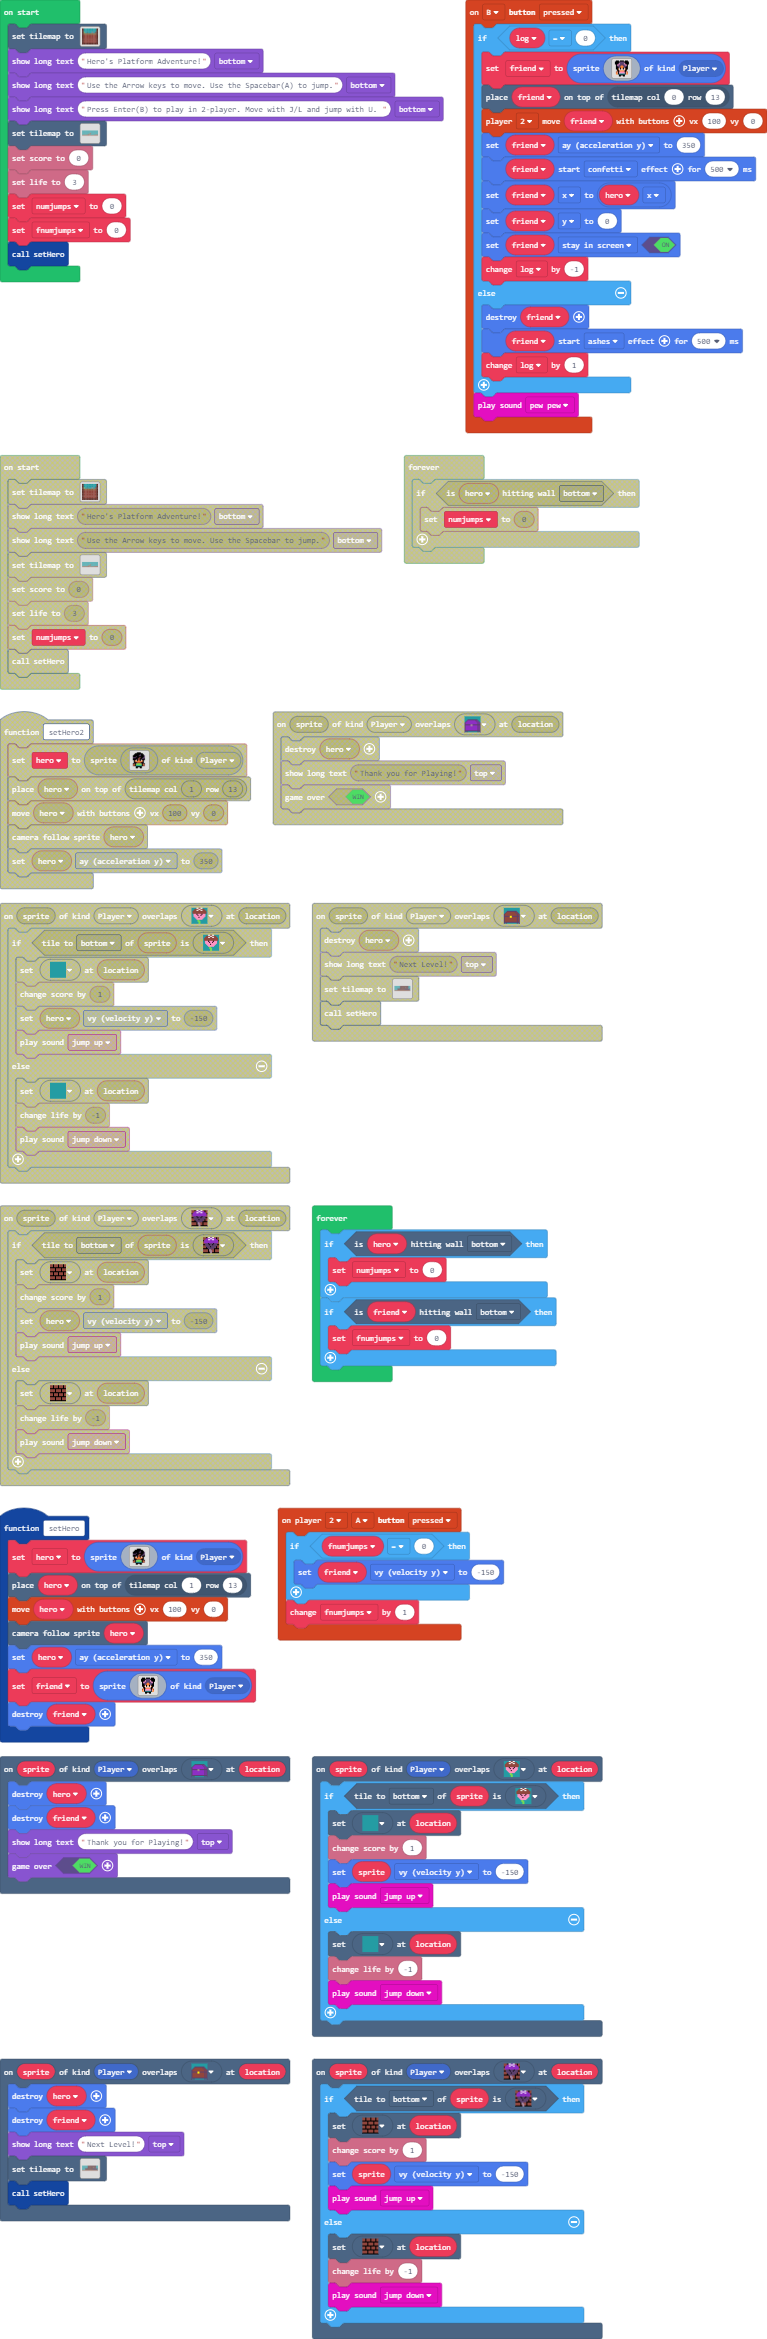 on start
set tilemap to
show long text "Hero's Platform Adventure!" bottom
show long text "Use the Arrow keys to move. Use the Spacebar(A) to jump." bottom
show long text "Press Enter(B) to play in 2-player. Move with J/L and jump with U. " bottom
set tilemap to
set score to 0
set life to 3
set numjumps to 0
set fnumjumps to 0
call setHero
on B button pressed
if log = 0 then
set friend to sprite of kind Player
place friend on top of tilemap col 0 row 13
player 2 move friend with buttons vx 100 vy 0
set friend ay (acceleration y) to 350
friend start confetti effect for 500 ms
set friend x to hero x
set friend y to 0
set friend stay in screen ON
change log by -1
else
destroy friend
friend start ashes effect for 500 ms
change log by 1
play sound pew pew
on start
set tilemap to
show long text "Hero's Platform Adventure!" bottom
show long text "Use the Arrow keys to move. Use the Spacebar to jump." bottom
set tilemap to
set score to 0
set life to 3
set numjumps to 0
call setHero
forever
if is hero hitting wall bottom then
set numjumps to 0
function setHero2
set hero to sprite of kind Player
place hero on top of tilemap col 1 row 13
move hero with buttons vx 100 vy 0
camera follow sprite hero
set hero ay (acceleration y) to 350
on sprite of kind Player overlaps at location
destroy hero
show long text "Thank you for Playing!" top
game over WIN
on sprite of kind Player overlaps at location
if tile to bottom of sprite is then
set at location
change score by 1
set hero vy (velocity y) to -150
play sound jump up
else
set at location
change life by -1
play sound jump down
on sprite of kind Player overlaps at location
destroy hero
show long text "Next Level!" top
set tilemap to
call setHero
on sprite of kind Player overlaps at location
if tile to bottom of sprite is then
set at location
change score by 1
set hero vy (velocity y) to -150
play sound jump up
else
set at location
change life by -1
play sound jump down
forever
if is hero hitting wall bottom then
set numjumps to 0
if is friend hitting wall bottom then
set fnumjumps to 0
function setHero
set hero to sprite of kind Player
place hero on top of tilemap col 1 row 13
move hero with buttons vx 100 vy 0
camera follow sprite hero
set hero ay (acceleration y) to 350
set friend to sprite of kind Player
destroy friend
on player 2 A button pressed
if fnumjumps = 0 then
set friend vy (velocity y) to -150
change fnumjumps by 1
on sprite of kind Player overlaps at location
destroy hero
destroy friend
show long text "Thank you for Playing!" top
game over WIN
on sprite of kind Player overlaps at location
if tile to bottom of sprite is then
set at location
change score by 1
set sprite vy (velocity y) to -150
play sound jump up
else
set at location
change life by -1
play sound jump down
on sprite of kind Player overlaps at location
destroy hero
destroy friend
show long text "Next Level!" top
set tilemap to
call setHero
on sprite of kind Player overlaps at location
if tile to bottom of sprite is then
set at location
change score by 1
set sprite vy (velocity y) to -150
play sound jump up
else
set at location
change life by -1
play sound jump down